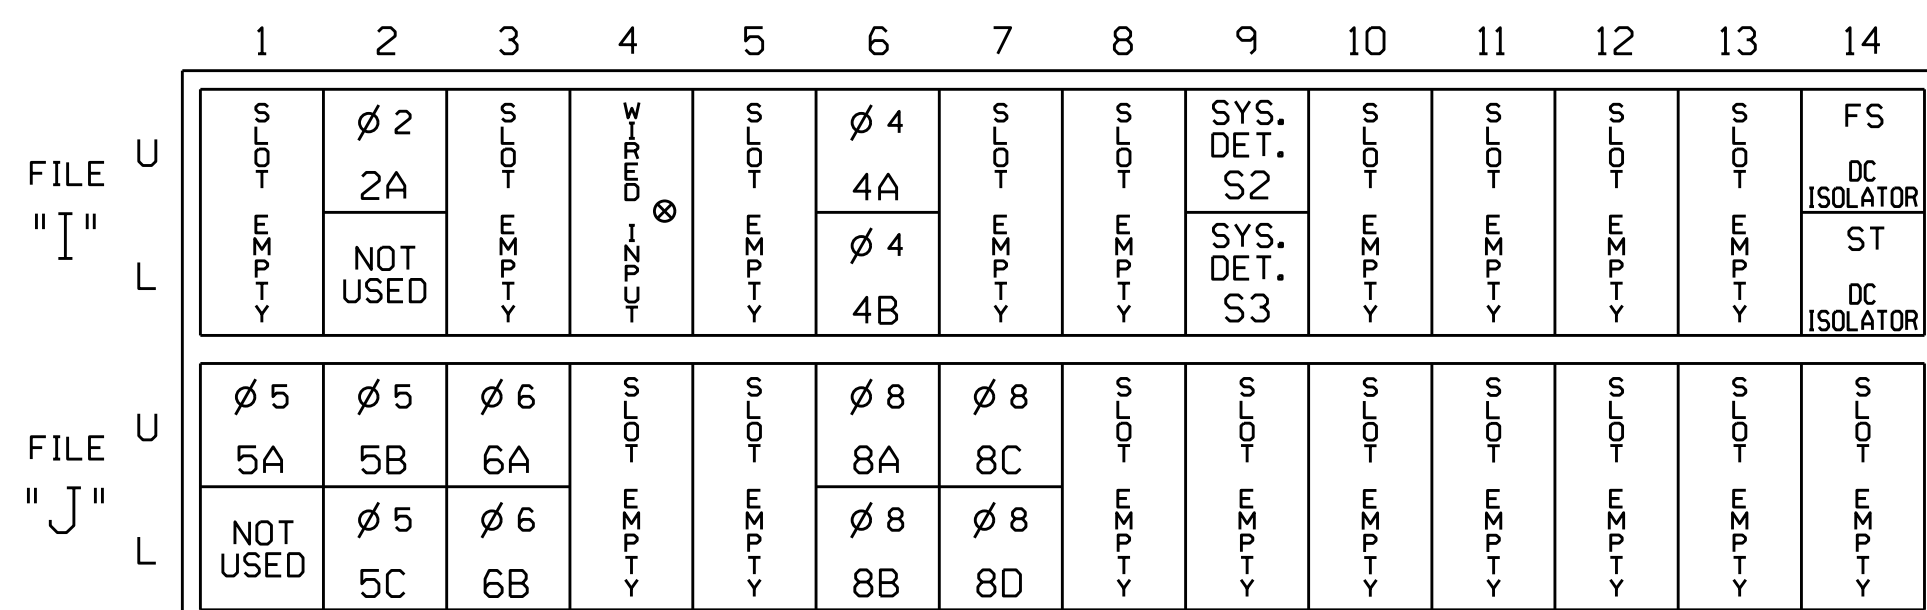 1 2 3 4 5 6 7 8 9 10 11 12 13 14
FILE "I"
U
L
SLOT EMPTY
Ø 2
2A
NOT USED
SLOT EMPTY
WIRED INPUT ⊗
SLOT EMPTY
Ø 4
4A
Ø 4
4B
SLOT EMPTY
SLOT EMPTY
SYS.
DET.
S2
SYS.
DET.
S3
SLOT EMPTY
SLOT EMPTY
SLOT EMPTY
SLOT EMPTY
FS
DC
ISOLATOR
ST
DC
ISOLATOR
FILE "J"
U
L
Ø 5
5A
NOT USED
Ø 5
5B
Ø 5
5C
Ø 6
6A
Ø 6
6B
SLOT EMPTY
SLOT EMPTY
Ø 8
8A
Ø 8
8B
Ø 8
8C
Ø 8
8D
SLOT EMPTY
SLOT EMPTY
SLOT EMPTY
SLOT EMPTY
SLOT EMPTY
SLOT EMPTY
SLOT EMPTY